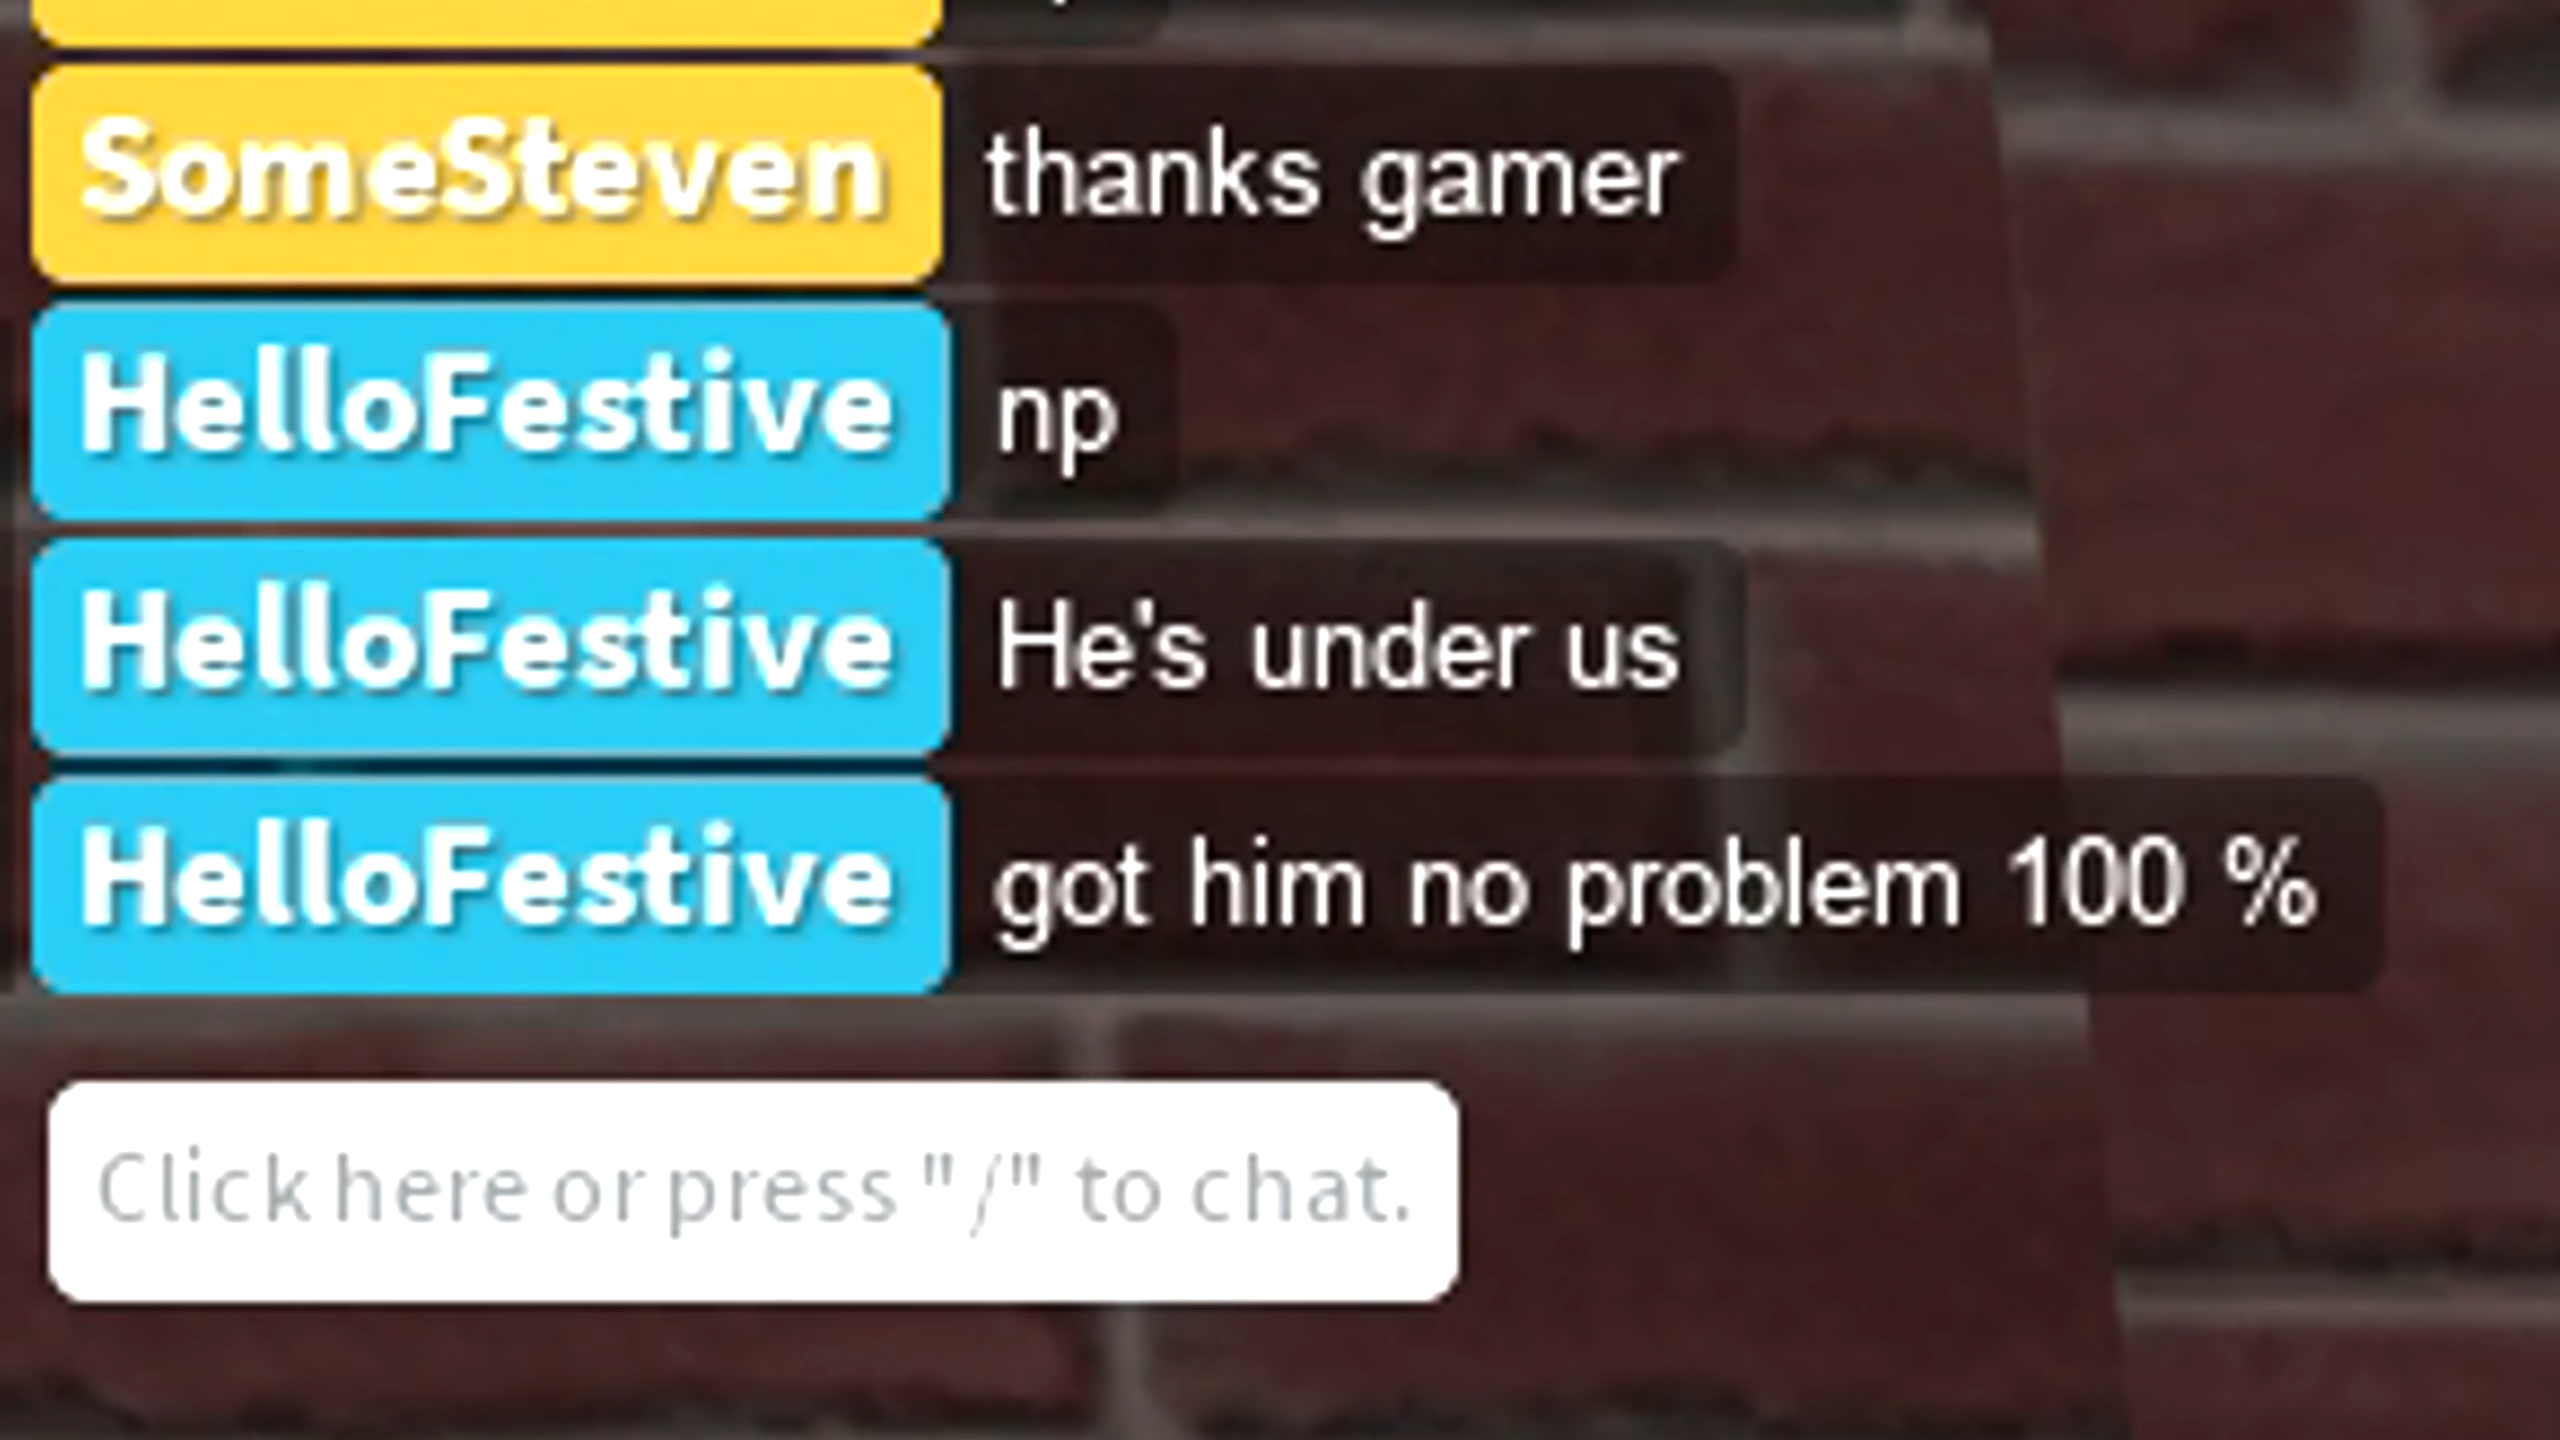 SomeSteven thanks gamer
HelloFestive np
HelloFestive He's under us
HelloFestive got him no problem 100 %
Click here or press "/" to chat.